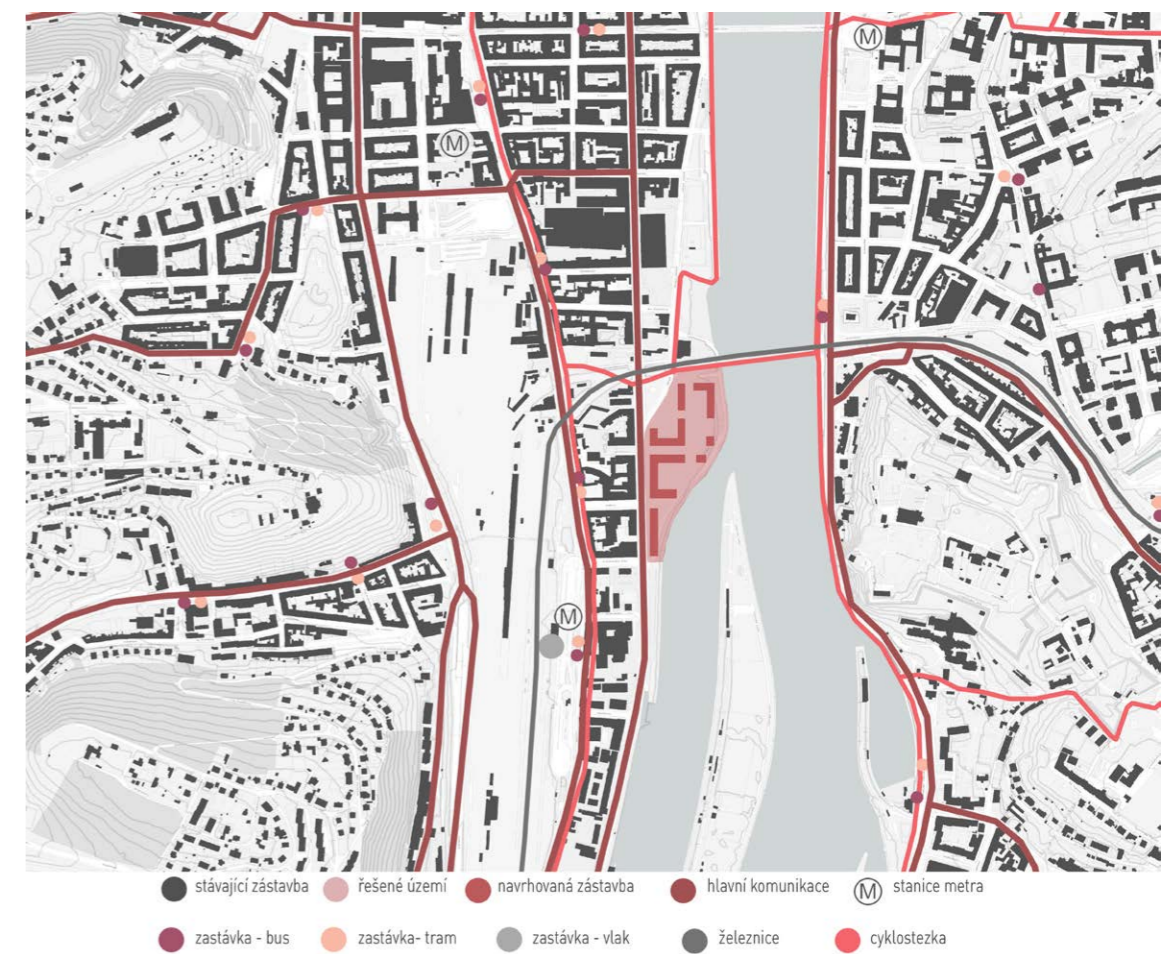 M
M
M
stávající zástavba řešené území navrhovaná zástavba hlavní komunikace M stanice metra
zastávka - bus zastávka- tram zastávka - vlak železnice cyklostezka